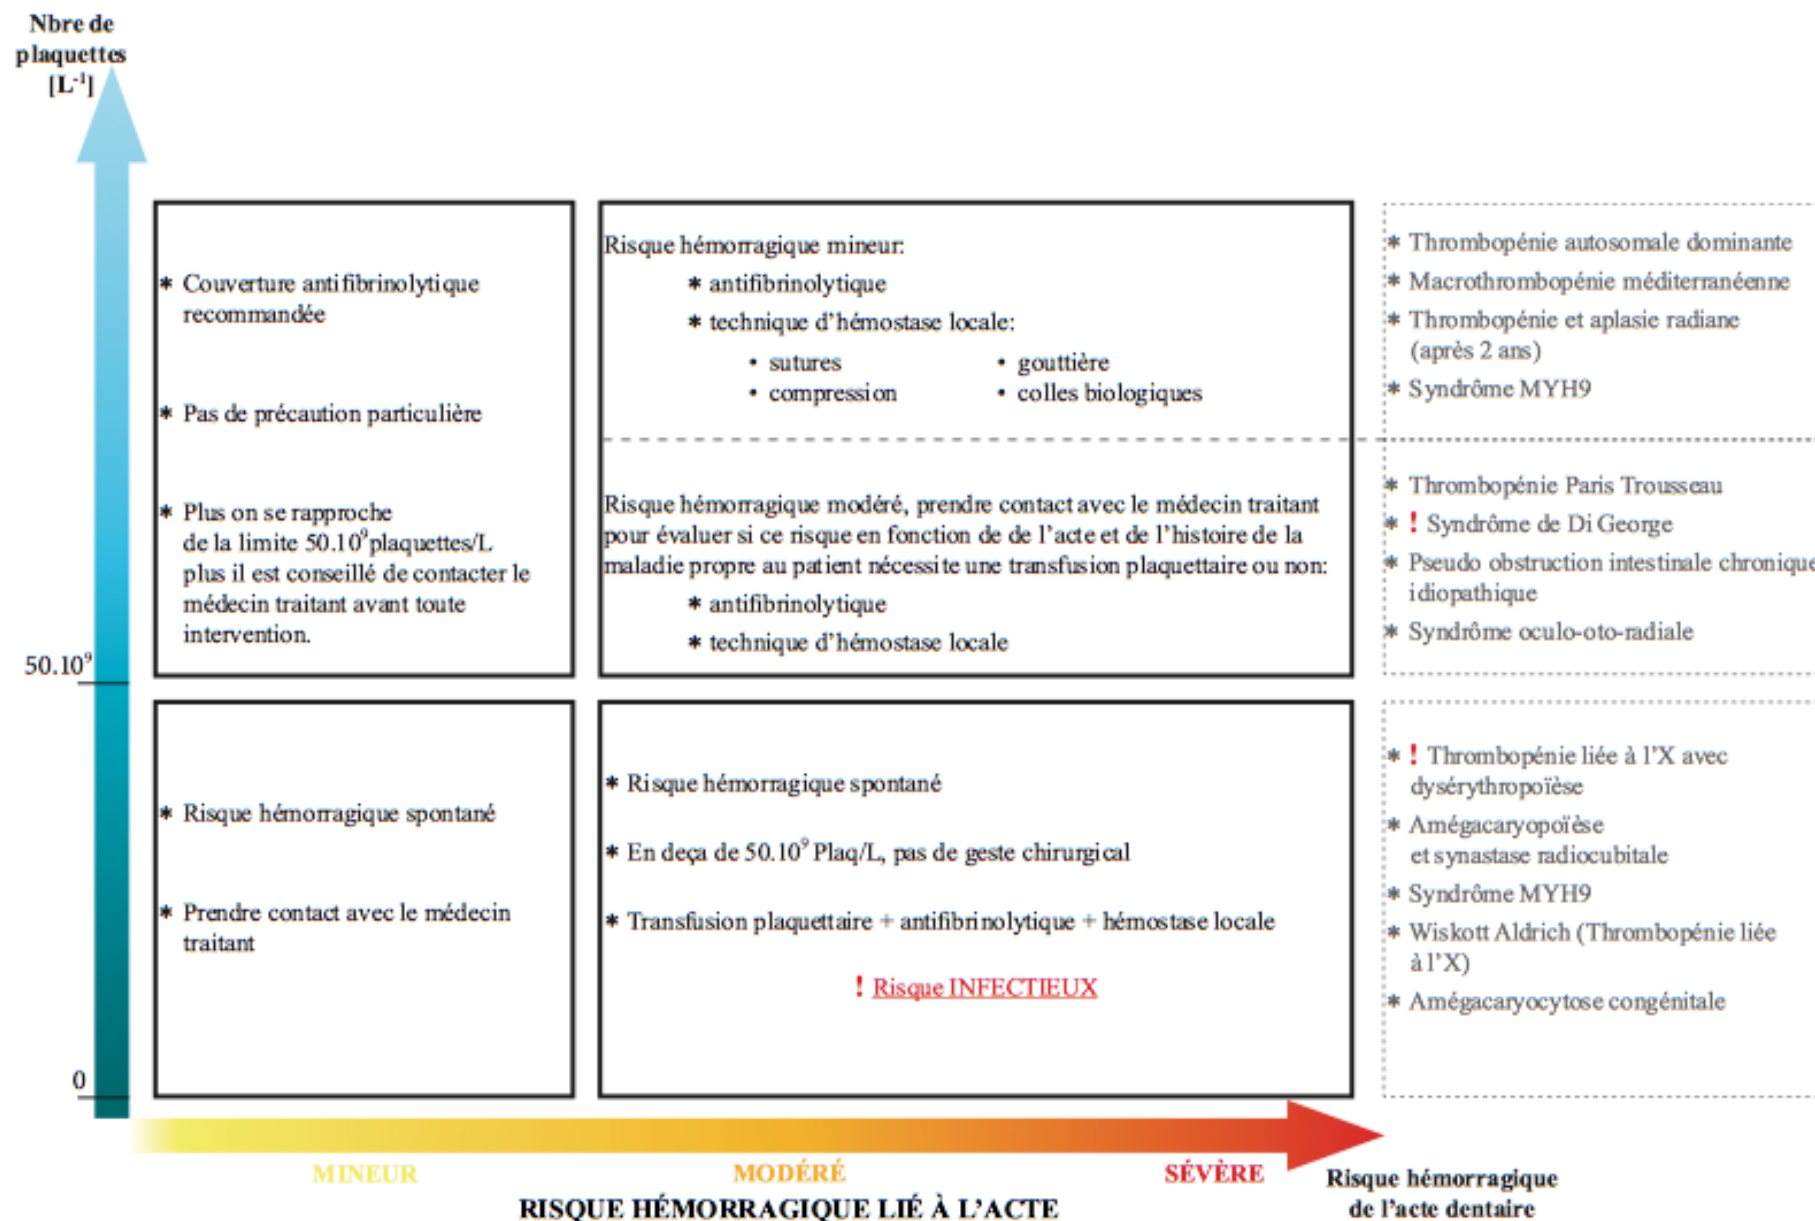 Nbre de
plaquettes
[L⁻¹]
* Couverture antifibrinolytique
recommandée
* Pas de précaution particulière
* Plus on se rapproche
de la limite 50.10⁹plaquettes/L
plus il est conseillé de contacter le
médecin traitant avant toute
intervention.
Risque hémorragique mineur:
* antifibrinolytique
* technique d’hémostase locale:
• sutures
• gouttière
• compression
• colles biologiques
Risque hémorragique modéré, prendre contact avec le médecin traitant
pour évaluer si ce risque en fonction de de l’acte et de l’histoire de la
maladie propre au patient nécessite une transfusion plaquettaire ou non:
* antifibrinolytique
* technique d’hémostase locale
* Thrombopénie autosomale dominante
* Macrothrombopénie méditerranéenne
* Thrombopénie et aplasie radiane
(après 2 ans)
* Syndrôme MYH9
* Thrombopénie Paris Trousseau
* ! Syndrôme de Di George
* Pseudo obstruction intestinale chronique
idiopathique
* Syndrôme oculo-oto-radiale
50.10⁹
* Risque hémorragique spontané
* Prendre contact avec le médecin
traitant
* Risque hémorragique spontané
* En deça de 50.10⁹ Plaq/L, pas de geste chirurgical
* Transfusion plaquettaire + antifibrinolytique + hémostase locale
! Risque INFECTIEUX
* ! Thrombopénie liée à l’X avec
dysérythropoïèse
* Amégacaryopoïèse
et synastase radiocubitale
* Syndrôme MYH9
* Wiskott Aldrich (Thrombopénie liée
à l’X)
* Amégacaryocytose congénitale
0
MINEUR
MODÉRÉ
SÉVÈRE
RISQUE HÉMORRAGIQUE LIÉ À L’ACTE
Risque hémorragique
de l’acte dentaire